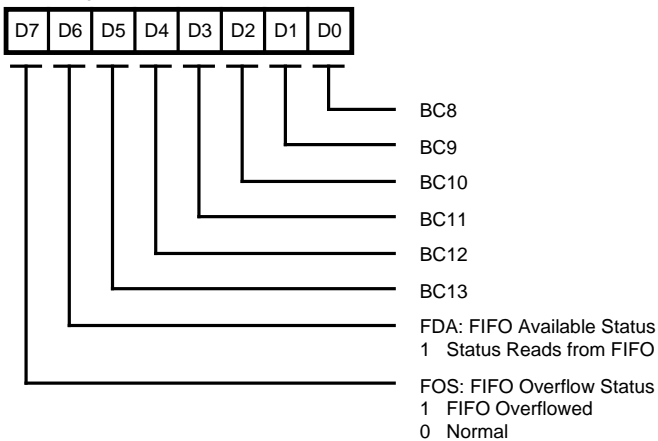 D7 D6 D5 D4 D3 D2 D1 D0
BC8
BC9
BC10
BC11
BC12
BC13
FDA: FIFO Available Status
1 Status Reads from FIFO
FOS: FIFO Overflow Status
1 FIFO Overflowed
0 Normal